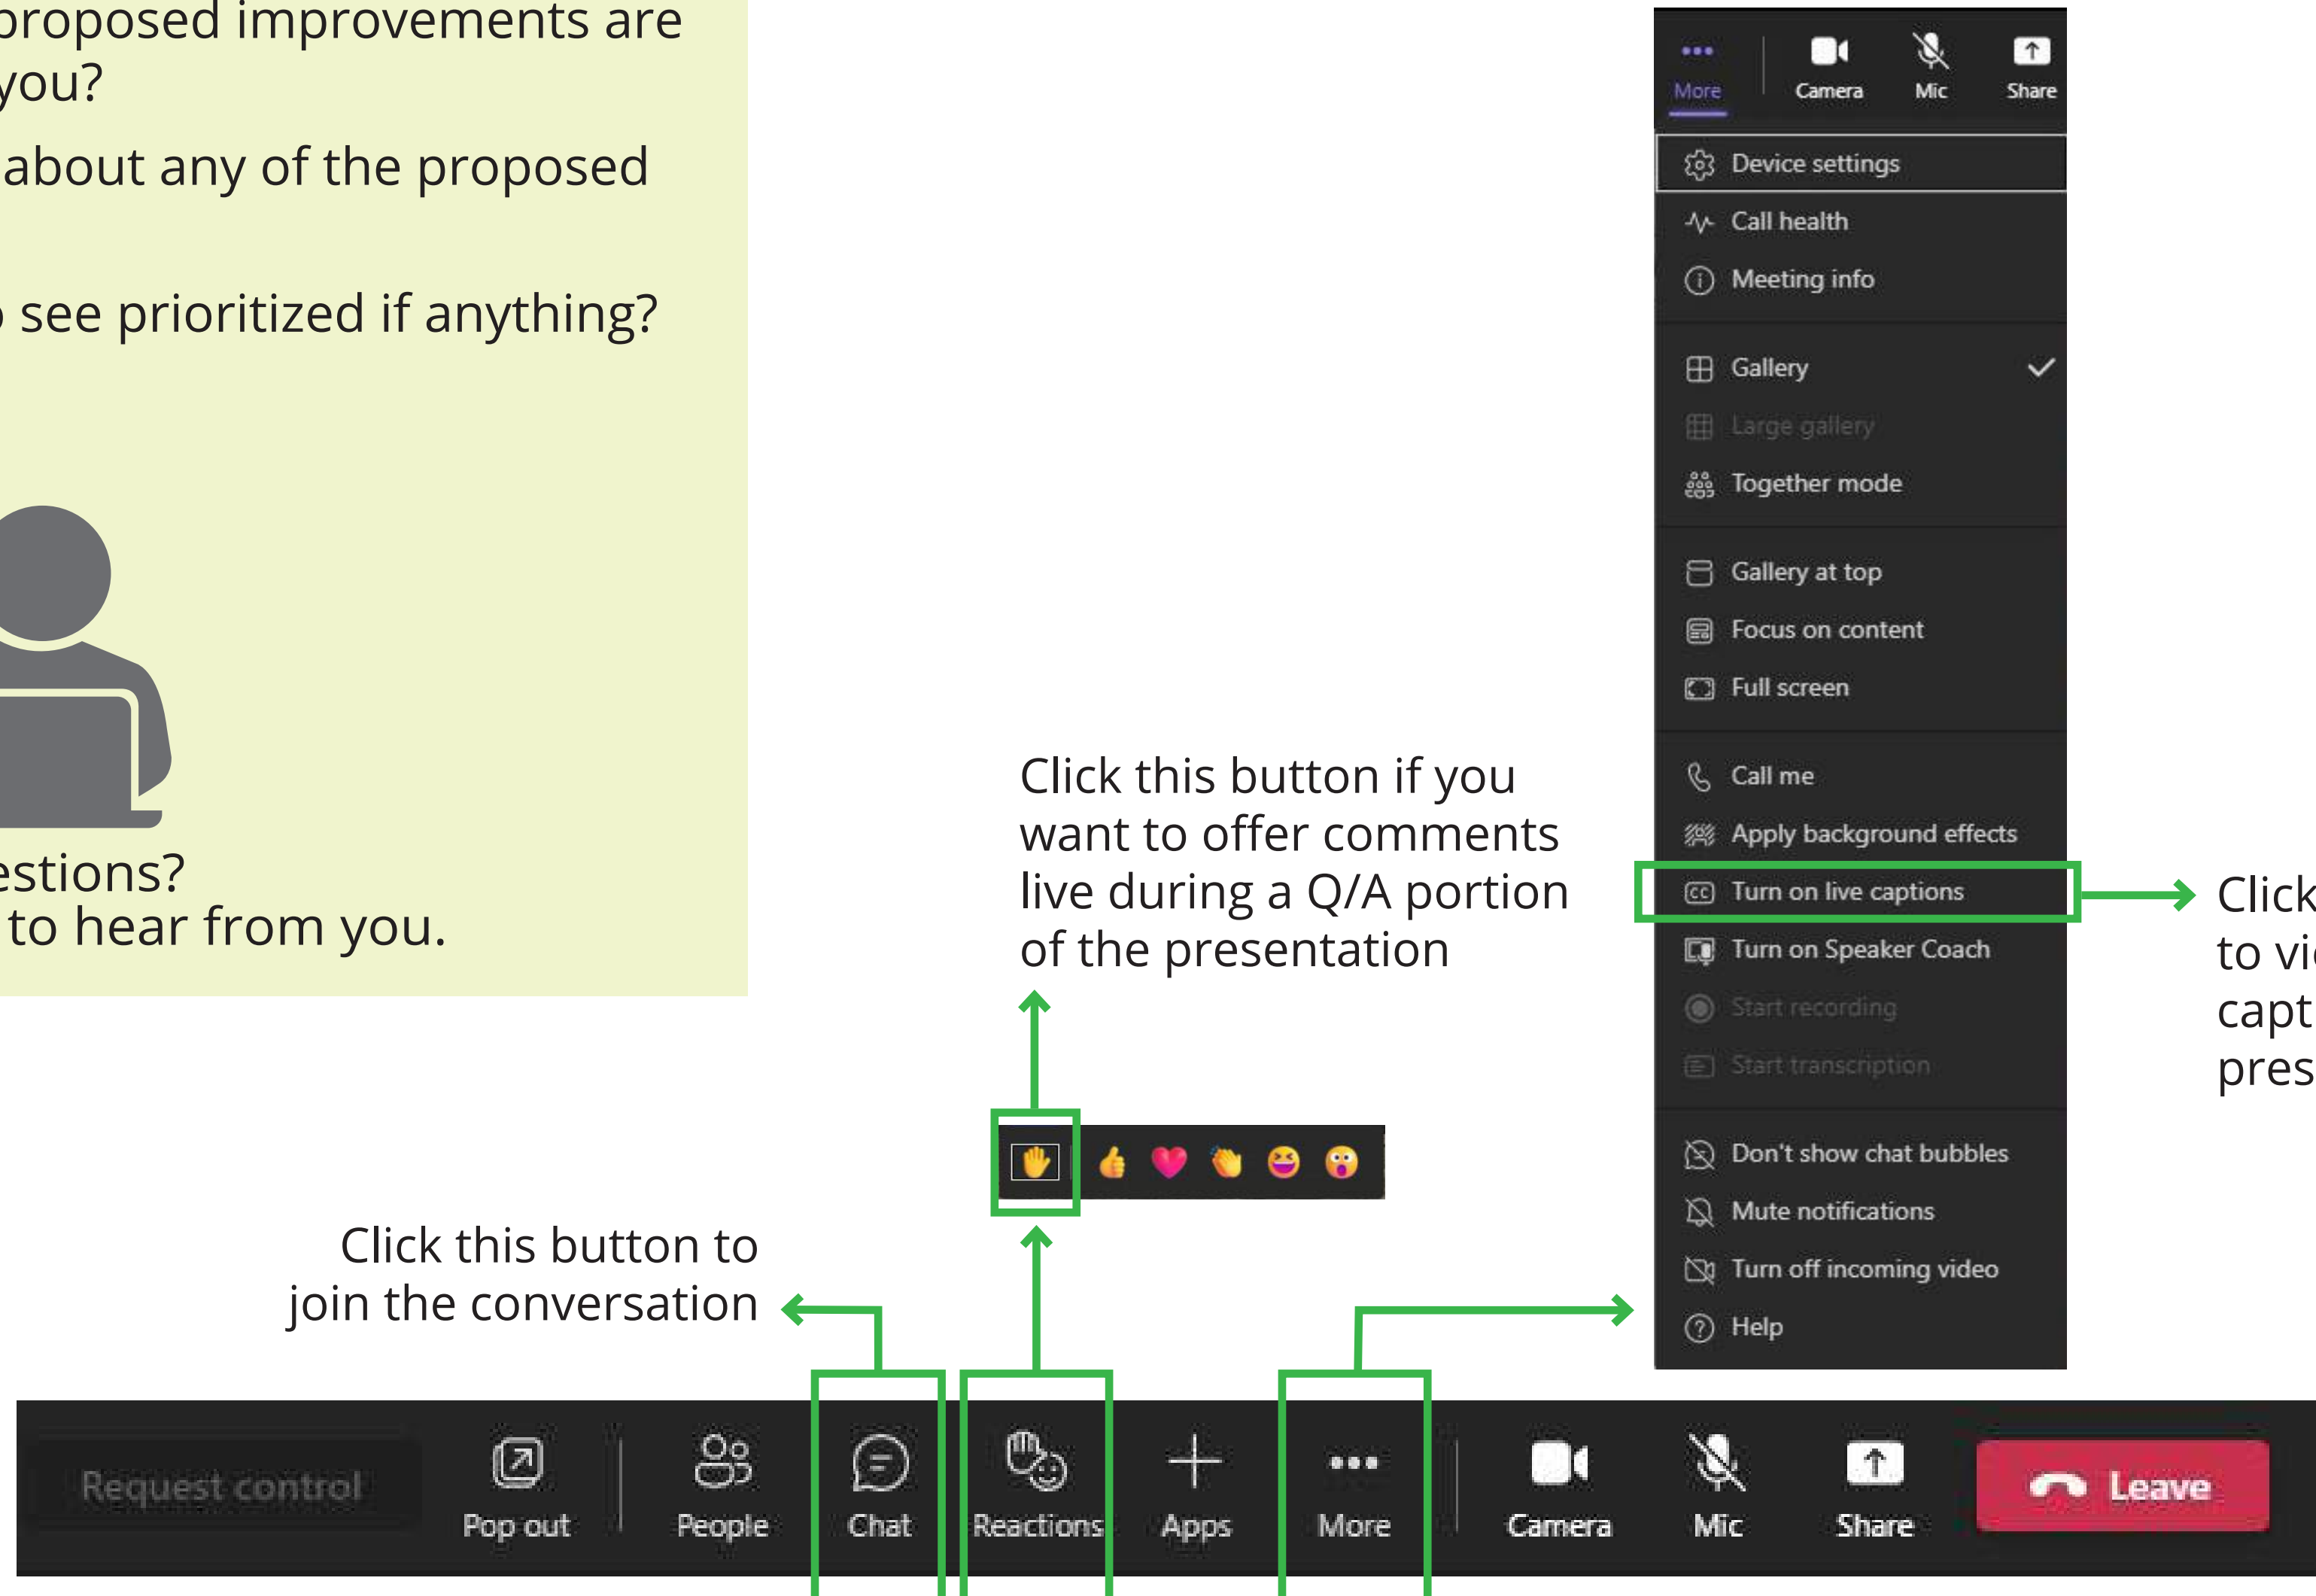 proposed improvements are
you?
about any of the proposed
see prioritized if anything?
estions?
to hear from you.
More
Camera
Mic
Share
Device settings
Call health
Meeting info
Gallery
Large gallery
Together mode
Gallery at top
Focus on content
Full screen
Call me
Apply background effects
CC Turn on live captions
Turn on Speaker Coach
Start recording
Start transcription
Don't show chat bubbles
Mute notifications
Turn off incoming video
Help
Click this button if you
want to offer comments
live during a Q/A portion
of the presentation
Click
to vi
capt
pres
Click this button to
join the conversation
Request control
Pop out
People
Chat
Reactions
Apps
More
Camera
Mic
Share
Leave